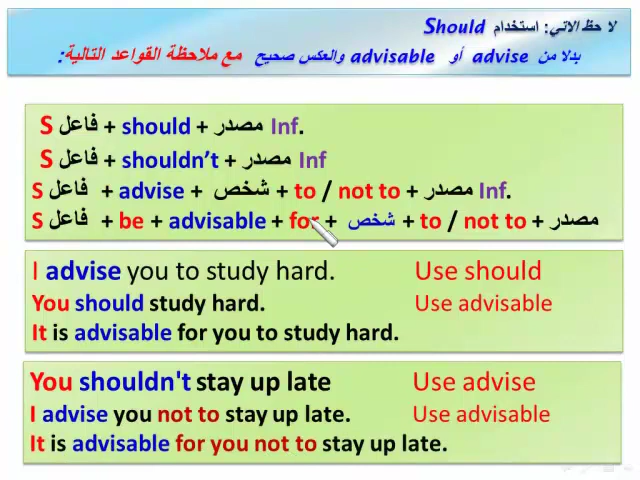 لا حظ الاتي: استخدام Should
بدلا من advise أو advisable والعكس صحيح مع ملاحظة القواعد التالية:
S فاعل + should + مصدر Inf.
S فاعل + shouldn't + مصدر Inf
S فاعل + advise + شخص + to / not to + مصدر Inf.
S فاعل + be + advisable + for + شخص + to / not to + مصدر
I advise you to study hard. Use should
You should study hard. Use advisable
It is advisable for you to study hard.
You shouldn't stay up late Use advise
I advise you not to stay up late. Use advisable
It is advisable for you not to stay up late.